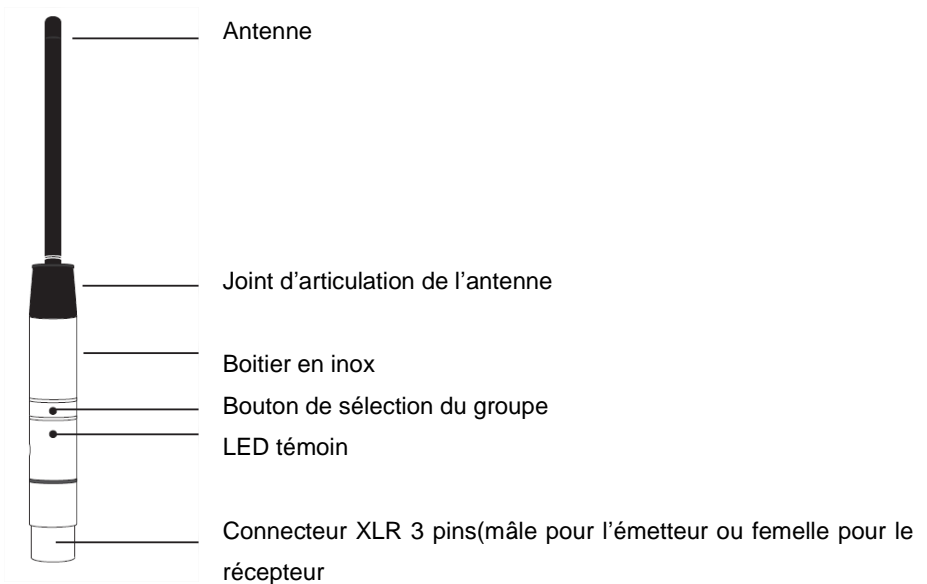 Antenne
Joint d’articulation de l’antenne
Boitier en inox
Bouton de sélection du groupe
LED témoin
Connecteur XLR 3 pins(mâle pour l’émetteur ou femelle pour le
récepteur